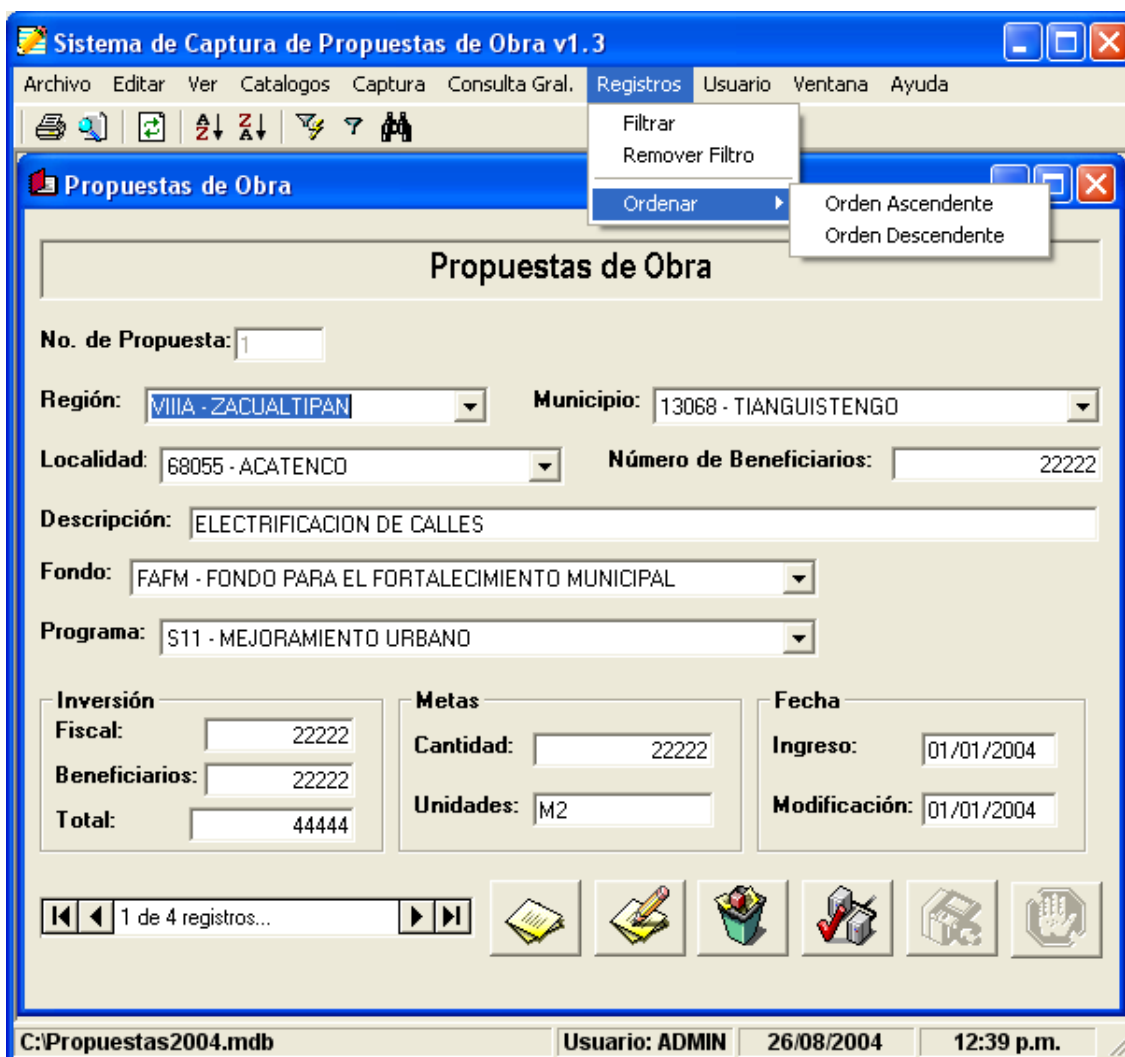 Sistema de Captura de Propuestas de Obra v1.3
Archivo Editar Ver Catalogos Captura Consulta Gral. Registros Usuario Ventana Ayuda
Filtrar
Remover Filtro
Ordenar
Orden Ascendente
Orden Descendente
Propuestas de Obra
Propuestas de Obra
No. de Propuesta: 1
Región: VIIIA - ZACUALTIPAN Municipio: 13068 - TIANGUISTENGO
Localidad: 68055 - ACATENCO Número de Beneficiarios: 22222
Descripción: ELECTRIFICACION DE CALLES
Fondo: FAFM - FONDO PARA EL FORTALECIMIENTO MUNICIPAL
Programa: S11 - MEJORAMIENTO URBANO
Inversión
Fiscal: 22222
Beneficiarios: 22222
Total: 44444
Metas
Cantidad: 22222
Unidades: M2
Fecha
Ingreso: 01/01/2004
Modificación: 01/01/2004
1 de 4 registros...
C:\Propuestas2004.mdb Usuario: ADMIN 26/08/2004 12:39 p.m.